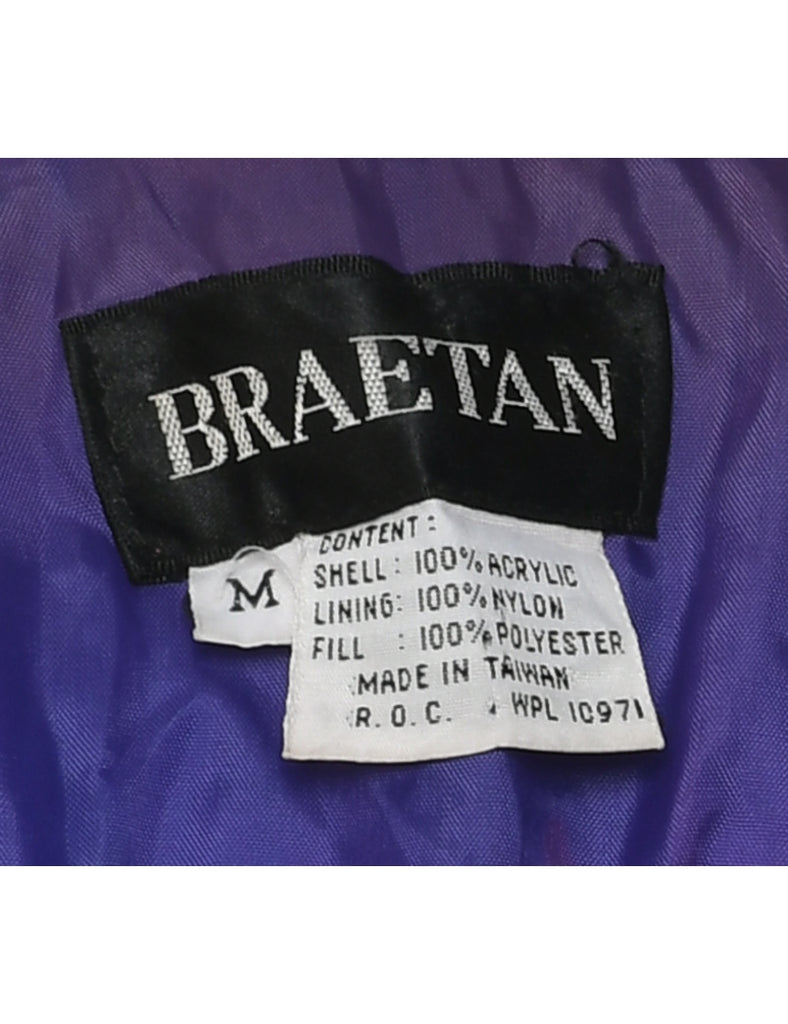 BRAETAN
M
CONTENT:
SHELL: 100% ACRYLIC
LINING: 100% NYLON
FILL : 100% POLYESTER
MADE IN TAIWAN
R.O.C. WPL 10971